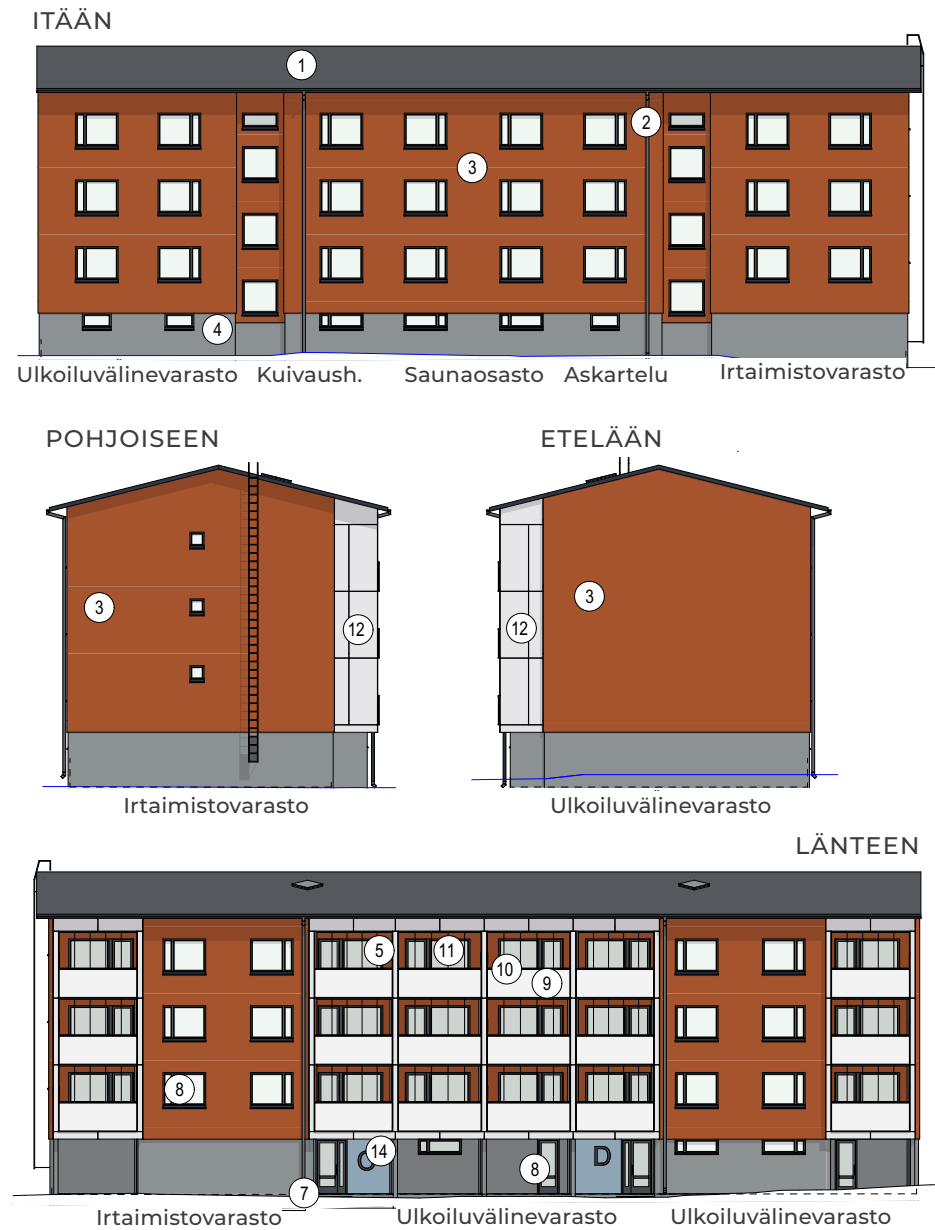 ITÄÄN
1
2
3
4
Ulkoiluvälinevarasto Kuivaush. Saunaosasto Askartelu Irtaimistovarasto
POHJOISEEN ETELÄÄN
3 12 12 3
Irtaimistovarasto Ulkoiluvälinevarasto
LÄNTEEN
5 11 10 9
8
C 14 8 D
7
Irtaimistovarasto Ulkoiluvälinevarasto Ulkoiluvälinevarasto